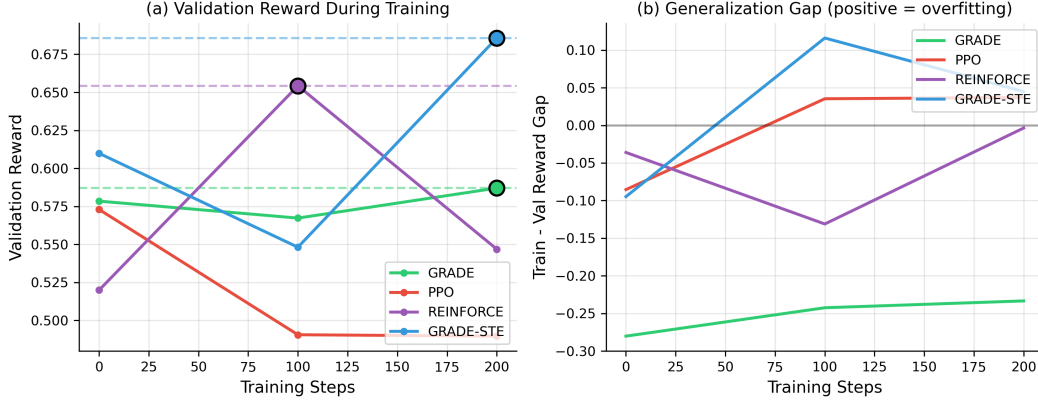 (a) Validation Reward During Training
Validation Reward
0.675
0.650
0.625
0.600
0.575
0.550
0.525
0.500
0
25
50
75
100
125
150
175
200
Training Steps
GRADE
PPO
REINFORCE
GRADE-STE
(b) Generalization Gap (positive = overfitting)
Train - Val Reward Gap
0.10
0.05
0.00
−0.05
−0.10
−0.15
−0.20
−0.25
−0.30
0
25
50
75
100
125
150
175
200
Training Steps
GRADE
PPO
REINFORCE
GRADE-STE